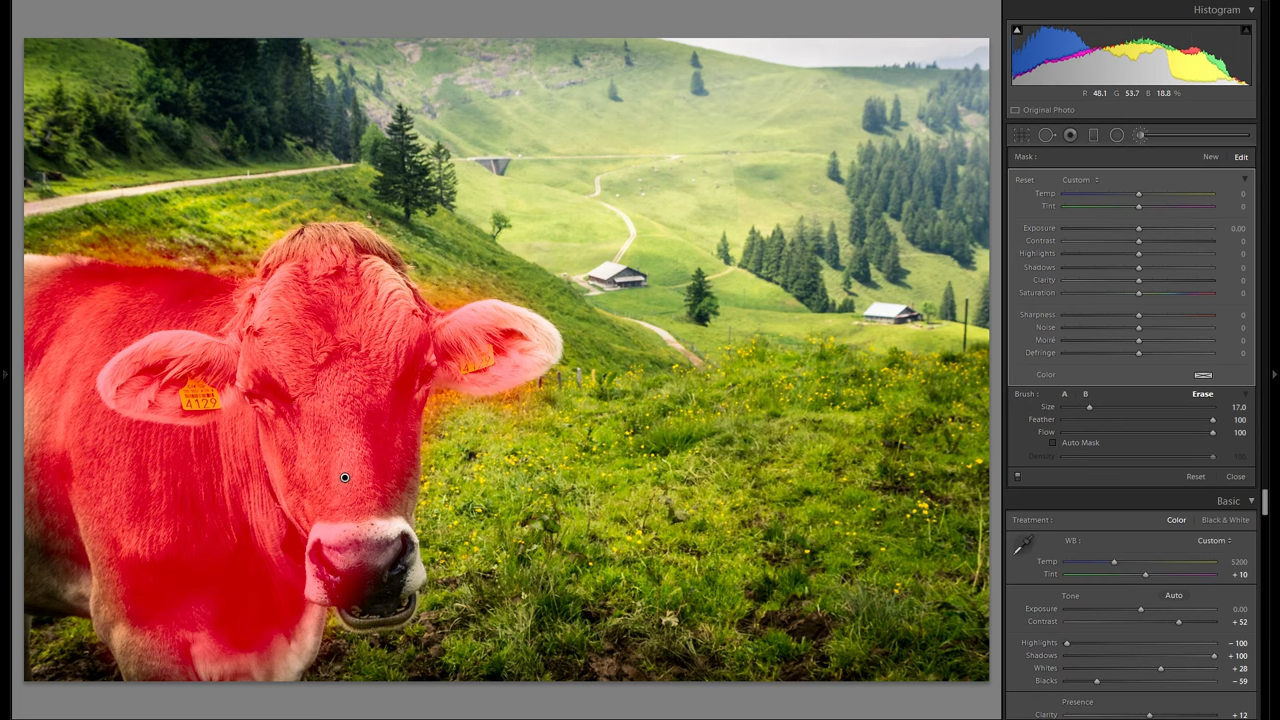 Histogram
R 48.1 G 53.7 B 18.8 %
Original Photo
Mask : New Edit
Reset Custom
Temp 0
Tint 0
Exposure 0.00
Contrast 0
Highlights 0
Shadows 0
Clarity 0
Saturation 0
Sharpness 0
Noise 0
Moiré 0
Defringe 0
Color
Brush : A B Erase
Size 17.0
Feather 100
Flow 100
Auto Mask
Density 100
Reset Close
Basic
Treatment : Color Black & White
WB : Custom
Temp 5200
Tint + 10
Tone Auto
Exposure 0.00
Contrast + 52
Highlights − 100
Shadows + 100
Whites + 28
Blacks − 59
Presence
Clarity + 12
4129